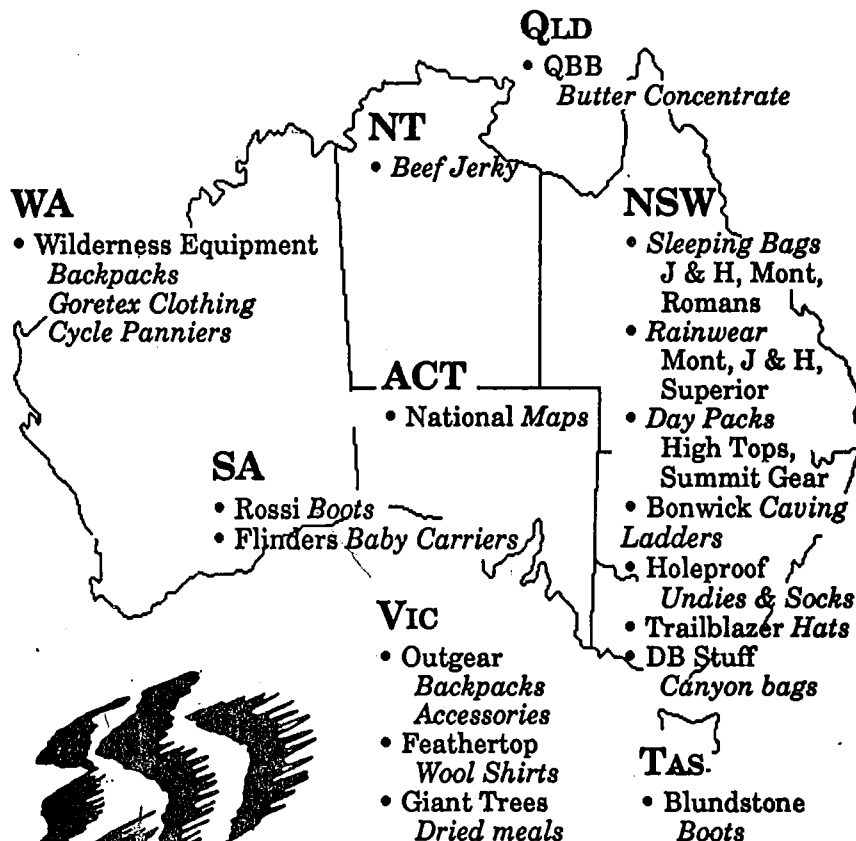 QLD
• QBB
Butter Concentrate
NT
• Beef Jerky
WA
• Wilderness Equipment
Backpacks
Goretex Clothing
Cycle Panniers
NSW
• Sleeping Bags
J & H, Mont,
Romans
• Rainwear
Mont, J & H,
Superior
• Day Packs
High Tops,
Summit Gear
• Bonwick Caving
Ladders
• Holeproof
Undies & Socks
• Trailblazer Hats
• DB Stuff
Canyon bags
ACT
• National Maps
SA
• Rossi Boots
• Flinders Baby Carriers
VIC
• Outgear
Backpacks
Accessories
• Feathertop
Wool Shirts
• Giant Trees
Dried meals
TAS.
• Blundstone
Boots